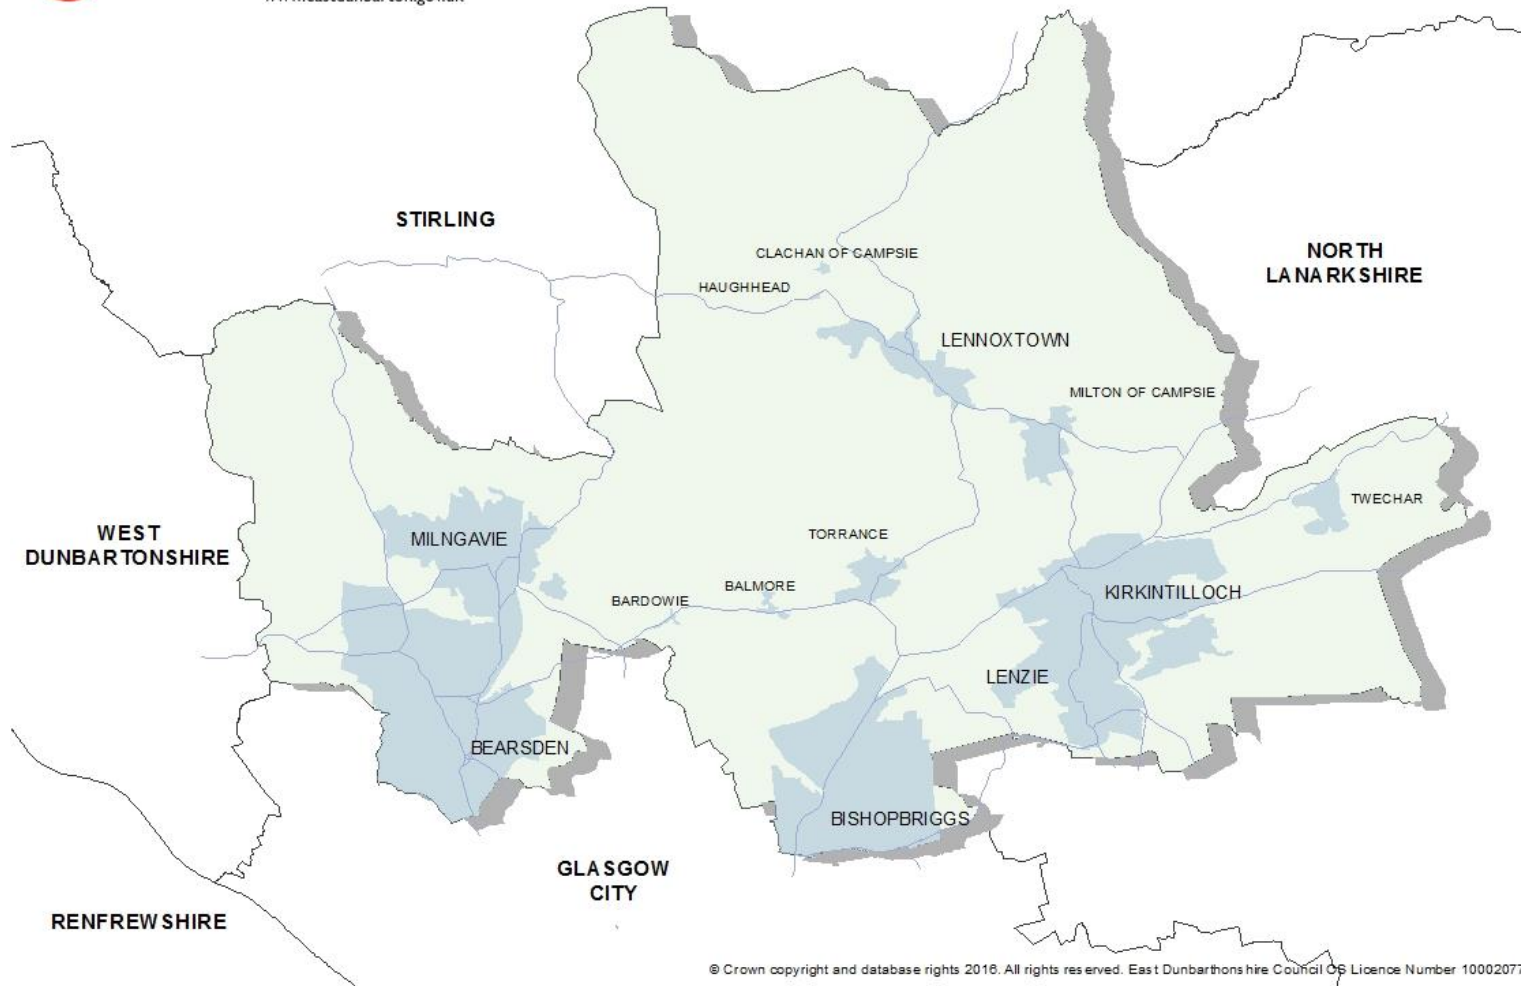 STIRLING
CLACHAN OF CAMPSIE
HAUGHHEAD
NORTH
LANARKSHIRE
LENNOXTOWN
MILTON OF CAMPSIE
TWECHAR
WEST
DUNBARTONSHIRE
MILNGAVIE
TORRANCE
BALMORE
BARDOWIE
KIRKINTILLOCH
LENZIE
BEARSDEN
BISHOPBRIGGS
GLASGOW
CITY
RENFREWSHIRE
© Crown copyright and database rights 2016. All rights reserved. East Dunbarthonshire Council OS Licence Number 10002077